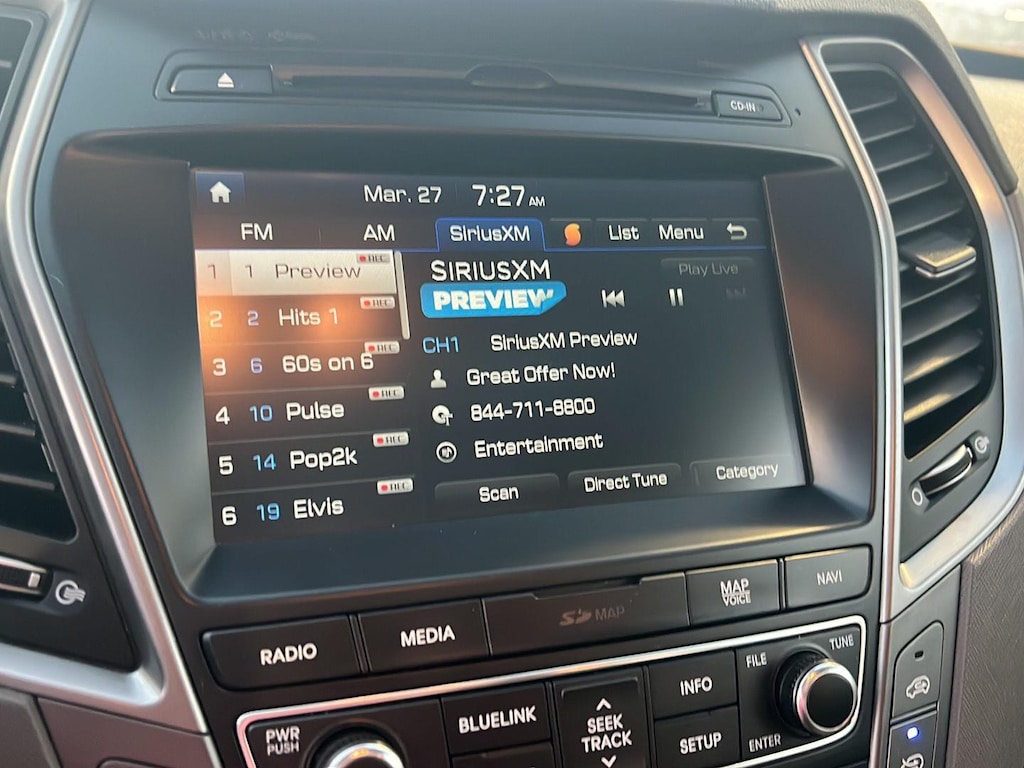 CD-IN
Mar. 27 7:27 AM
FM AM SiriusXM List Menu
1 1 Preview REC
2 2 Hits 1 REC
3 6 60s on 6 REC
4 10 Pulse REC
5 14 Pop2k REC
6 19 Elvis REC
SIRIUSXM
PREVIEW
Play Live
CH1 SiriusXM Preview
Great Offer Now!
844-711-8800
Entertainment
Scan Direct Tune Category
RADIO MEDIA SD MAP MAP VOICE NAVI
PWR
PUSH
BLUELINK
SEEK
TRACK
INFO
SETUP
FILE
TUNE
ENTER